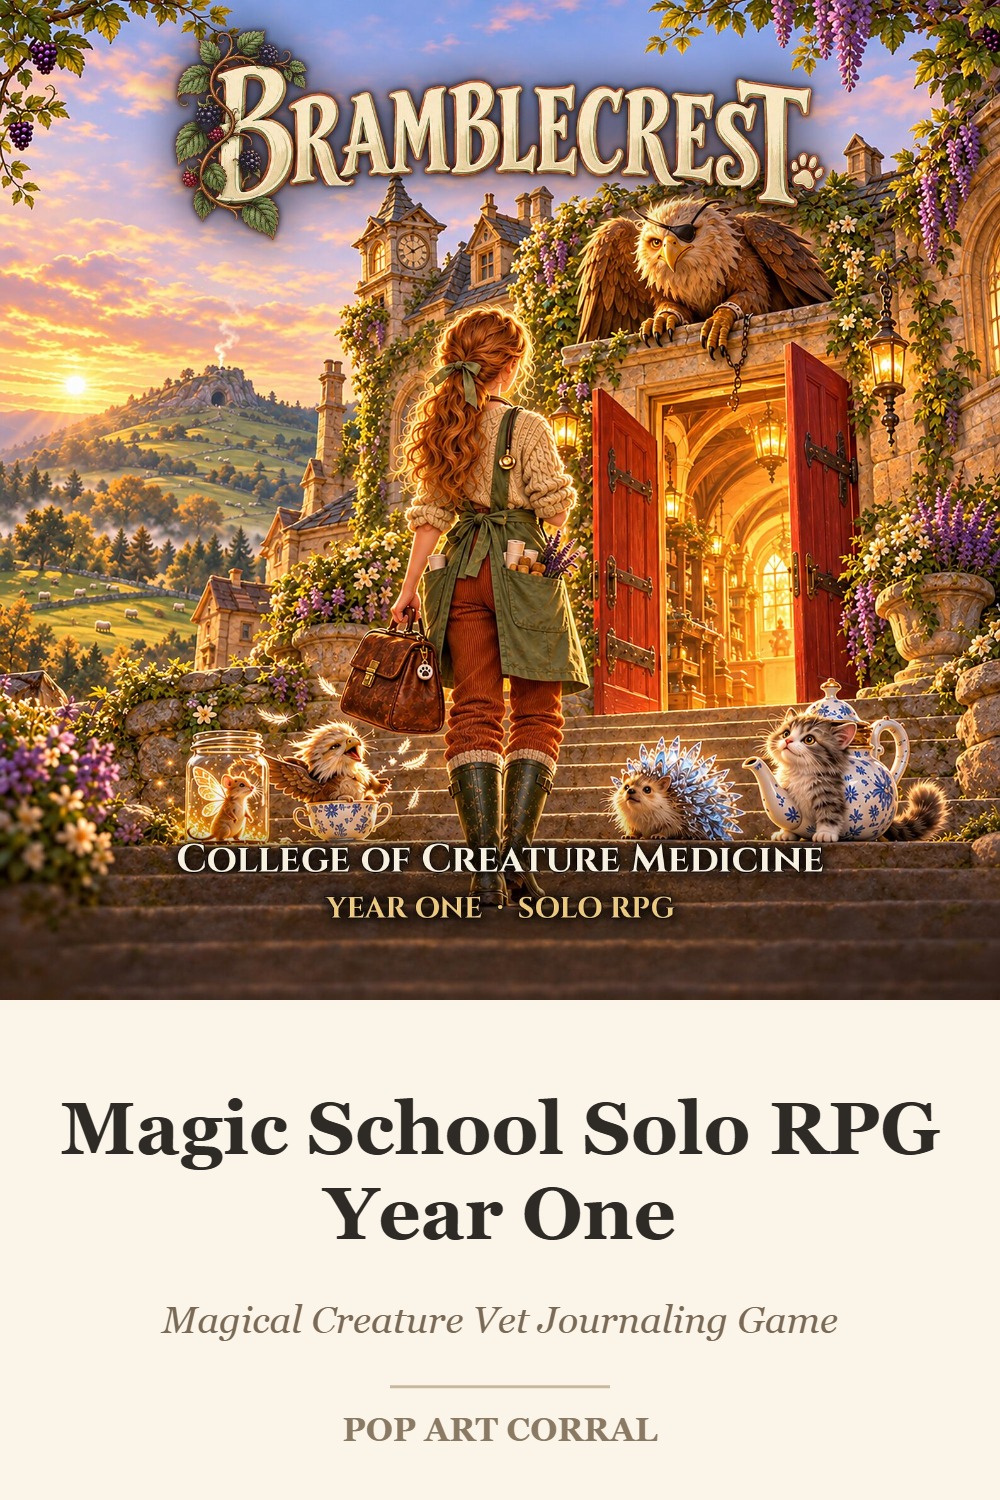 BRAMBLECREST
COLLEGE OF CREATURE MEDICINE
YEAR ONE · SOLO RPG
Magic School Solo RPG
Year One
Magical Creature Vet Journaling Game
POP ART CORRAL